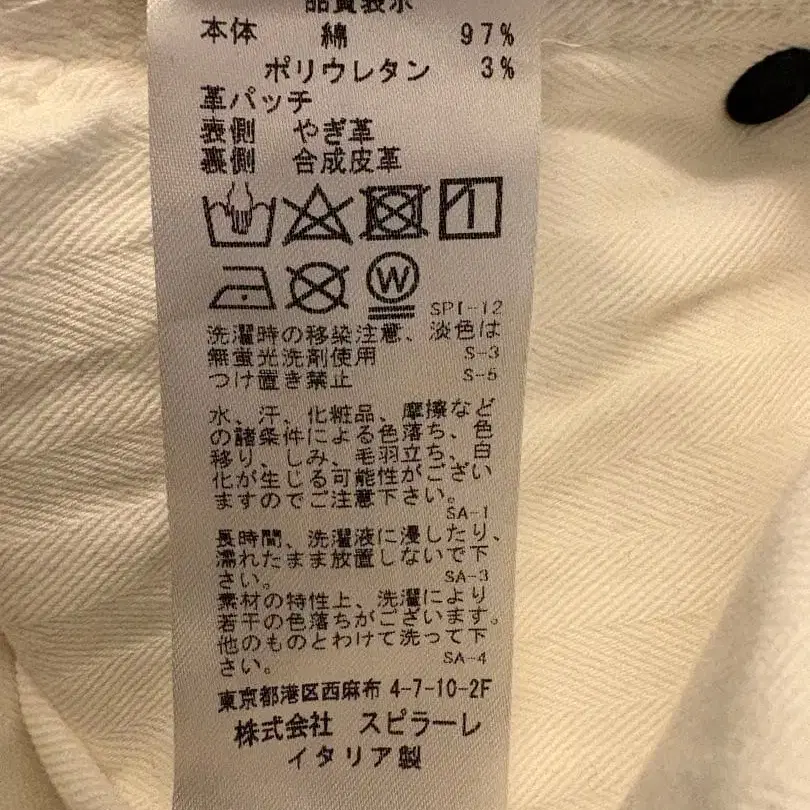 品質表示
本体 綿 97%
ポリウレタン 3%
革パッチ
表側 やぎ革
裏側 合成皮革
W
SPI-12
洗濯時の移染注意、淡色は
無蛍光洗剤使用 S-3
つけ置き禁止 S-5
水、汗、化粧品、摩擦など
の諸条件による色落ち、色
移り、しみ、毛羽立ち、白
化が生じる可能性がござい
ますのでご注意下さい。
SA-1
長時間、洗濯液に浸したり、
濡れたまま放置しないで下
さい。 SA-3
素材の特性上、洗濯により
若干の色落ちがございます。
他のものとわけて洗って下
さい。 SA-4
東京都港区西麻布 4-7-10-2F
株式会社 スピラーレ
イタリア製